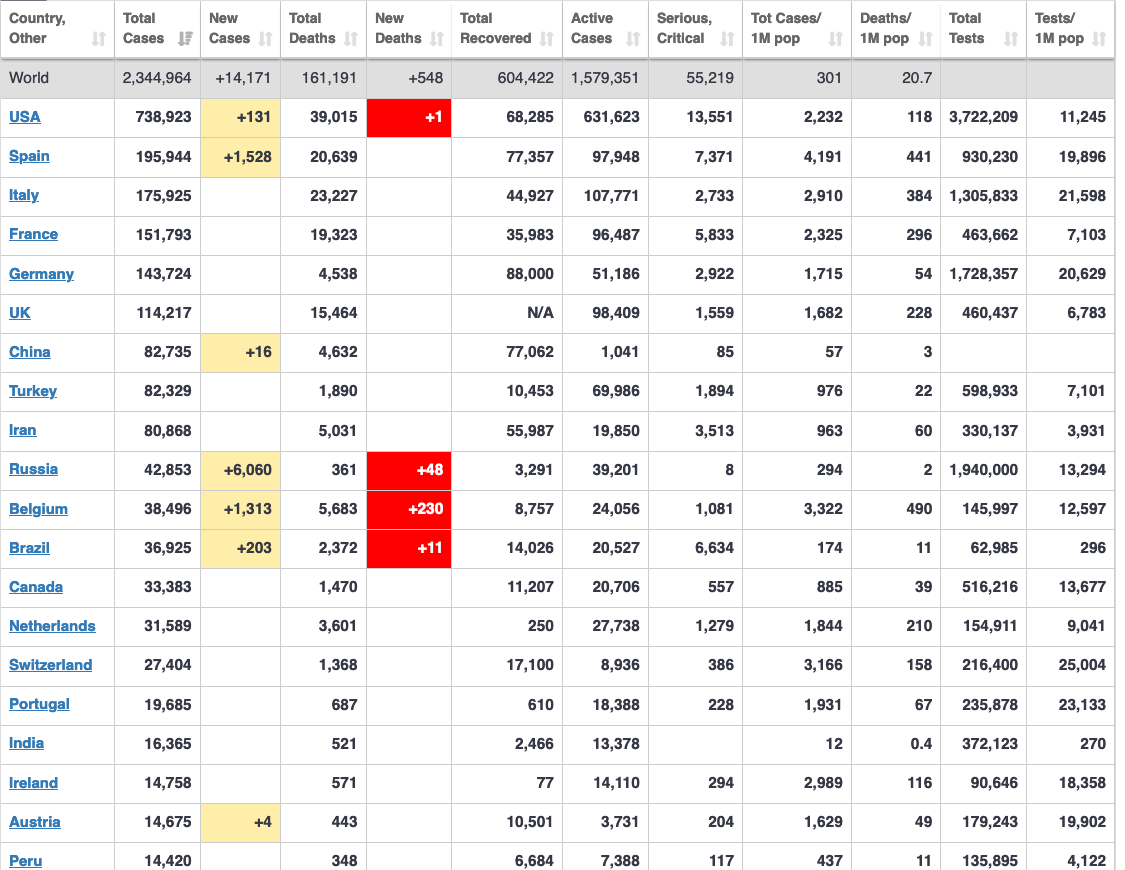 Country, Total New Total New Total Active Serious, Tot Cases/ Deaths/ Total Tests/
Other Cases Cases Deaths Deaths Recovered Cases Critical 1M pop 1M pop Tests 1M pop
World 2,344,964 +14,171 161,191 +548 604,422 1,579,351 55,219 301 20.7
USA 738,923 +131 39,015 +1 68,285 631,623 13,551 2,232 118 3,722,209 11,245
Spain 195,944 +1,528 20,639 77,357 97,948 7,371 4,191 441 930,230 19,896
Italy 175,925 23,227 44,927 107,771 2,733 2,910 384 1,305,833 21,598
France 151,793 19,323 35,983 96,487 5,833 2,325 296 463,662 7,103
Germany 143,724 4,538 88,000 51,186 2,922 1,715 54 1,728,357 20,629
UK 114,217 15,464 N/A 98,409 1,559 1,682 228 460,437 6,783
China 82,735 +16 4,632 77,062 1,041 85 57 3
Turkey 82,329 1,890 10,453 69,986 1,894 976 22 598,933 7,101
Iran 80,868 5,031 55,987 19,850 3,513 963 60 330,137 3,931
Russia 42,853 +6,060 361 +48 3,291 39,201 8 294 2 1,940,000 13,294
Belgium 38,496 +1,313 5,683 +230 8,757 24,056 1,081 3,322 490 145,997 12,597
Brazil 36,925 +203 2,372 +11 14,026 20,527 6,634 174 11 62,985 296
Canada 33,383 1,470 11,207 20,706 557 885 39 516,216 13,677
Netherlands 31,589 3,601 250 27,738 1,279 1,844 210 154,911 9,041
Switzerland 27,404 1,368 17,100 8,936 386 3,166 158 216,400 25,004
Portugal 19,685 687 610 18,388 228 1,931 67 235,878 23,133
India 16,365 521 2,466 13,378 12 0.4 372,123 270
Ireland 14,758 571 77 14,110 294 2,989 116 90,646 18,358
Austria 14,675 +4 443 10,501 3,731 204 1,629 49 179,243 19,902
Peru 14,420 348 6,684 7,388 117 437 11 135,895 4,122